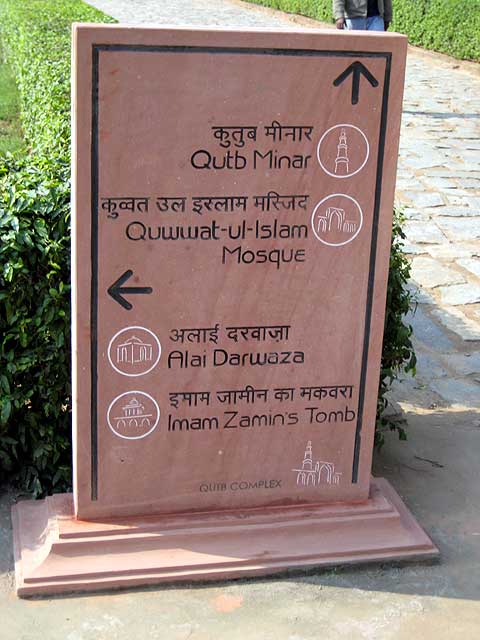 कुतुब मीनार
Qutb Minar
कुव्वत उल इस्लाम मस्जिद
Quwwat-ul-Islam
Mosque
अलाई दरवाज़ा
Alai Darwaza
इमाम ज़ामीन का मकबरा
Imam Zamin's Tomb
QUTB COMPLEX